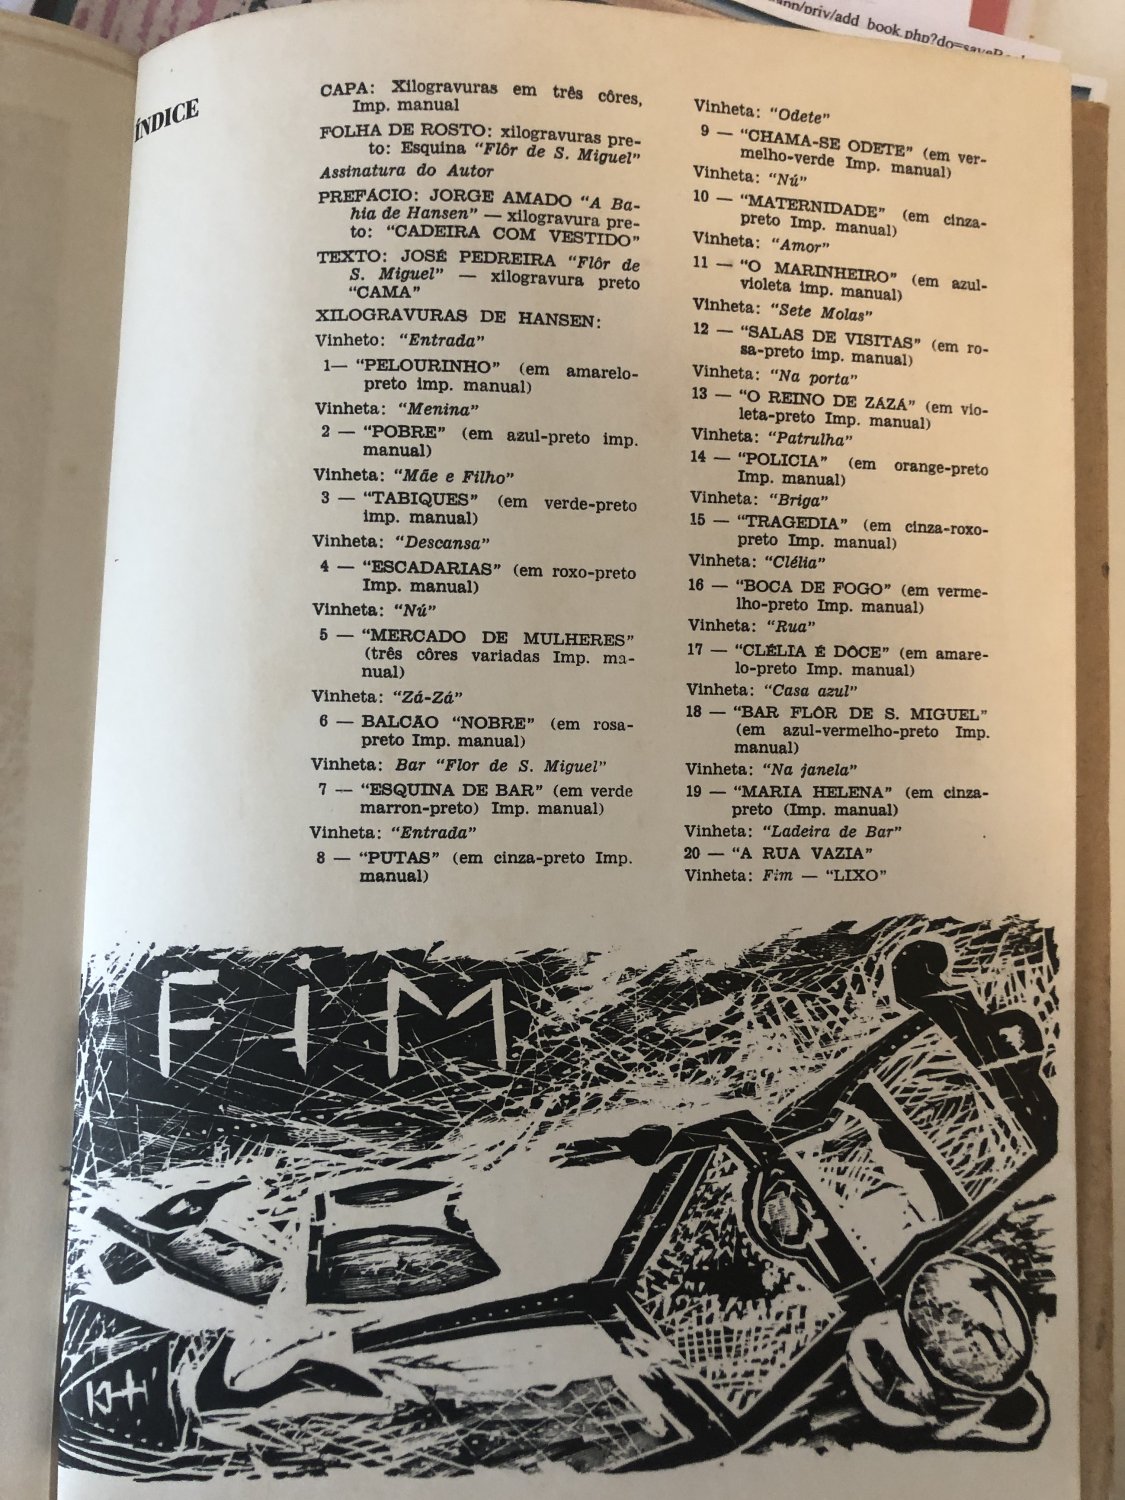 app/priv/add_book.php?do=saveBook
ÍNDICE
CAPA: Xilogravuras em três côres,
Imp. manual
FOLHA DE ROSTO: xilogravuras pre-
to: Esquina “Flôr de S. Miguel”
Assinatura do Autor
PREFÁCIO: JORGE AMADO “A Ba-
hia de Hansen” — xilogravura pre-
to: “CADEIRA COM VESTIDO”
TEXTO: JOSÉ PEDREIRA “Flôr de
S. Miguel” — xilogravura preto
“CAMA”
XILOGRAVURAS DE HANSEN:
Vinheto: “Entrada”
1— “PELOURINHO” (em amarelo-
preto imp. manual)
Vinheta: “Menina”
2 — “POBRE” (em azul-preto imp.
manual)
Vinheta: “Mãe e Filho”
3 — “TABIQUES” (em verde-preto
imp. manual)
Vinheta: “Descansa”
4 — “ESCADARIAS” (em roxo-preto
Imp. manual)
Vinheta: “Nú”
5 — “MERCADO DE MULHERES”
(três côres variadas Imp. ma-
nual)
Vinheta: “Zá-Zá”
6 — BALCÃO “NOBRE” (em rosa-
preto Imp. manual)
Vinheta: Bar “Flor de S. Miguel”
7 — “ESQUINA DE BAR” (em verde
marron-preto) Imp. manual)
Vinheta: “Entrada”
8 — “PUTAS” (em cinza-preto Imp.
manual)
Vinheta: “Odete”
9 — “CHAMA-SE ODETE” (em ver-
melho-verde Imp. manual)
Vinheta: “Nú”
10 — “MATERNIDADE” (em cinza-
preto Imp. manual)
Vinheta: “Amor”
11 — “O MARINHEIRO” (em azul-
violeta imp. manual)
Vinheta: “Sete Molas”
12 — “SALAS DE VISITAS” (em ro-
sa-preto imp. manual)
Vinheta: “Na porta”
13 — “O REINO DE ZAZÁ” (em vio-
leta-preto Imp. manual)
Vinheta: “Patrulha”
14 — “POLICIA” (em orange-preto
Imp. manual)
Vinheta: “Briga”
15 — “TRAGEDIA” (em cinza-roxo-
preto Imp. manual)
Vinheta: “Clélia”
16 — “BOCA DE FOGO” (em verme-
lho-preto Imp. manual)
Vinheta: “Rua”
17 — “CLÉLIA É DÔCE” (em amare-
lo-preto Imp. manual)
Vinheta: “Casa azul”
18 — “BAR FLÔR DE S. MIGUEL”
(em azul-vermelho-preto Imp.
manual)
Vinheta: “Na janela”
19 — “MARIA HELENA” (em cinza-
preto (Imp. manual)
Vinheta: “Ladeira de Bar”
20 — “A RUA VAZIA”
Vinheta: Fim — “LIXO”
FiM